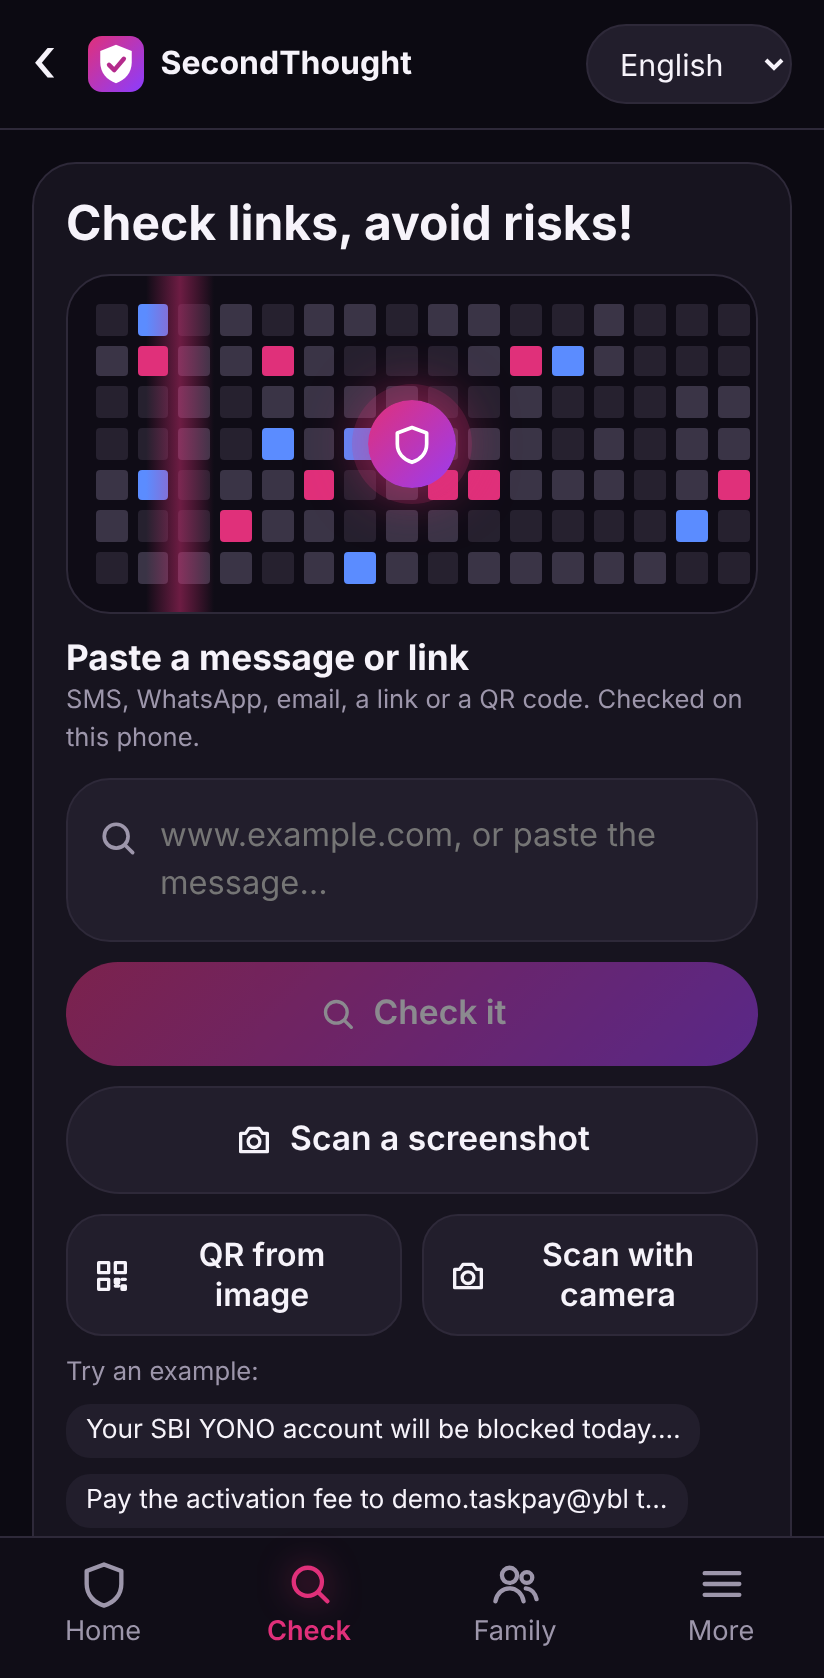 SecondThought
English
Check links, avoid risks!
Paste a message or link
SMS, WhatsApp, email, a link or a QR code. Checked on
this phone.
www.example.com, or paste the
message...
Check it
Scan a screenshot
QR from
image
Scan with
camera
Try an example:
Your SBI YONO account will be blocked today....
Pay the activation fee to demo.taskpay@ybl t...
Home
Check
Family
More